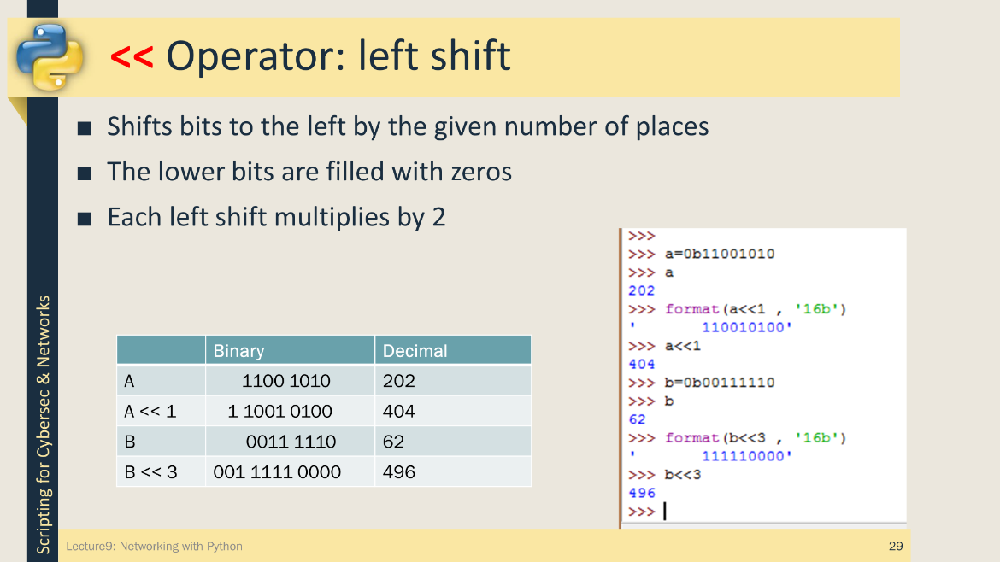 << Operator: left shift
■ Shifts bits to the left by the given number of places
■ The lower bits are filled with zeros
■ Each left shift multiplies by 2
Binary Decimal
A 1100 1010 202
A << 1 1 1001 0100 404
B 0011 1110 62
B << 3 001 1111 0000 496
>>>
>>> a=0b11001010
>>> a
202
>>> format(a<<1 , '16b')
'       110010100'
>>> a<<1
404
>>> b=0b00111110
>>> b
62
>>> format(b<<3 , '16b')
'       111110000'
>>> b<<3
496
>>>
Scripting for Cybersec & Networks
Lecture9: Networking with Python
29